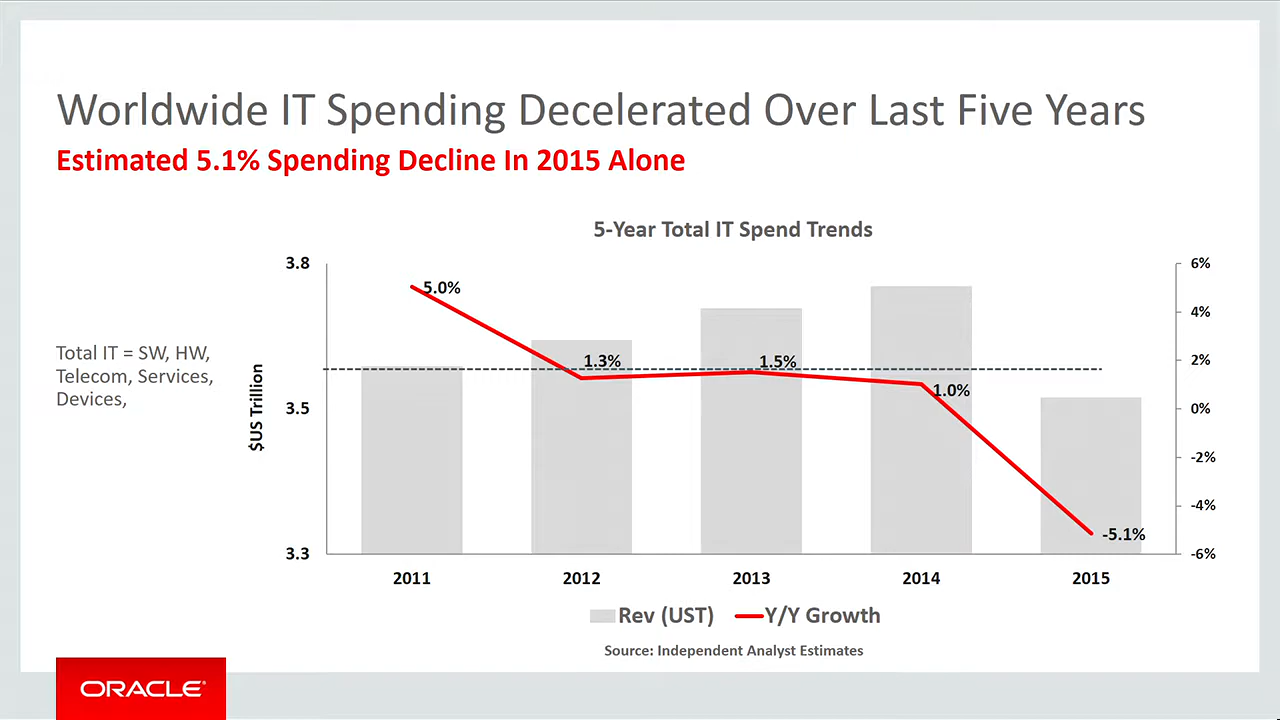 Worldwide IT Spending Decelerated Over Last Five Years
Estimated 5.1% Spending Decline In 2015 Alone
5-Year Total IT Spend Trends
Total IT = SW, HW,
Telecom, Services,
Devices,
$US Trillion
3.8
3.5
3.3
5.0%
1.3%
1.5%
1.0%
-5.1%
6%
4%
2%
0%
-2%
-4%
-6%
2011 2012 2013 2014 2015
Rev (UST) Y/Y Growth
Source: Independent Analyst Estimates
ORACLE®